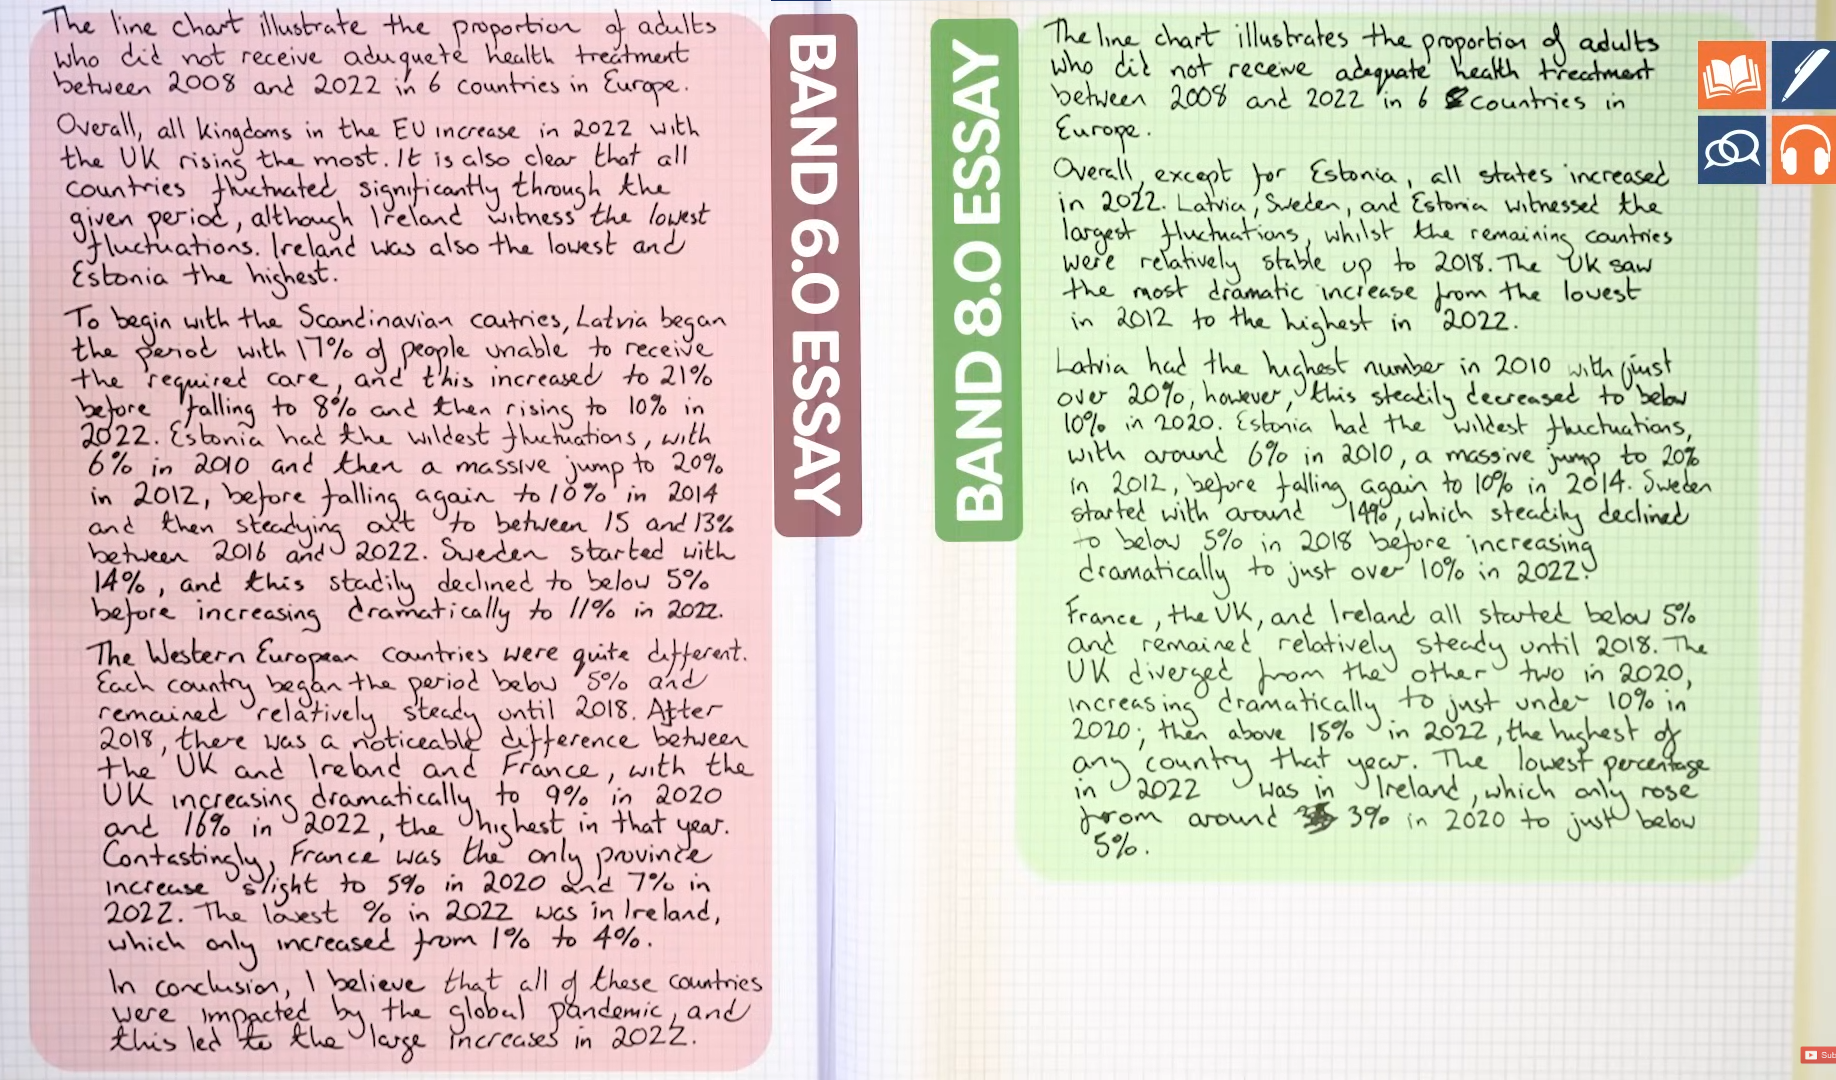 The line chart illustrate the proportion of adults
who did not receive aduquete health treatment
between 2008 and 2022 in 6 countries in Europe.
Overall, all kingdoms in the EU increase in 2022 with
the UK rising the most. It is also clear that all
countries fluctuated significantly through the
given period, although Ireland witness the lowest
fluctuations. Ireland was also the lowest and
Estonia the highest.
To begin with the Scandinavian coutries, Latvia began
the period with 17% of people unable to receive
the required care, and this increased to 21%
before falling to 8% and then rising to 10% in
2022. Estonia had the wildest fluctuations, with
6% in 2010 and then a massive jump to 20%
in 2012, before falling again to 10% in 2014
and then steadying out to between 15 and 13%
between 2016 and 2022. Sweden started with
14%, and this stadily declined to below 5%
before increasing dramatically to 11% in 2022.
The Western European countries were quite different.
Each country began the period below 5% and
remained relatively steady until 2018. After
2018, there was a noticeable difference between
the UK and Ireland and France, with the
UK increasing dramatically to 9% in 2020
and 16% in 2022, the highest in that year.
Contastingly, France was the only province
increase slight to 5% in 2020 and 7% in
2022. The lowest % in 2022 was in Ireland,
which only increased from 1% to 4%.
In conclusion, I believe that all of these countries
were impacted by the global pandemic, and
this led to the large increases in 2022.
BAND 6.0 ESSAY
BAND 8.0 ESSAY
The line chart illustrates the proportion of adults
who did not receive adequate health treatment
between 2008 and 2022 in 6 countries in
Europe.
Overall, except for Estonia, all states increased
in 2022. Latvia, Sweden, and Estonia witnessed the
largest fluctuations, whilst the remaining countries
were relatively stable up to 2018. The UK saw
the most dramatic increase from the lowest
in 2012 to the highest in 2022.
Latvia had the highest number in 2010 with just
over 20%, however, this steadily decreased to below
10% in 2020. Estonia had the wildest fluctuations,
with around 6% in 2010, a massive jump to 20%
in 2012, before falling again to 10% in 2014. Sweden
started with around 14%, which steadily declined
to below 5% in 2018 before increasing
dramatically to just over 10% in 2022.
France, the UK, and Ireland all started below 5%
and remained relatively steady until 2018. The
UK diverged from the other two in 2020,
increasing dramatically to just under 10% in
2020; then above 15% in 2022, the highest of
any country that year. The lowest percentage
in 2022 was in Ireland, which only rose
from around 3% in 2020 to just below
5%.
Sub